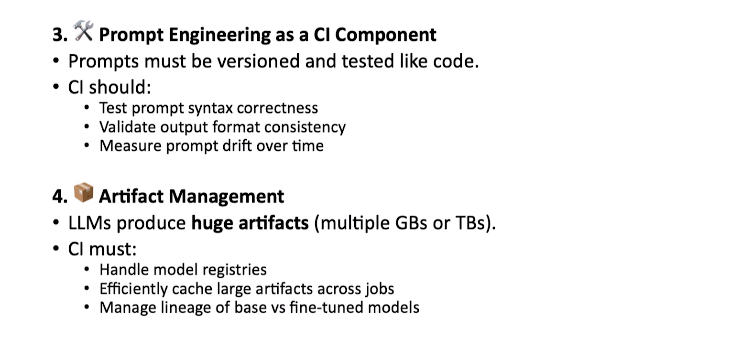 3. 🛠️ Prompt Engineering as a CI Component
• Prompts must be versioned and tested like code.
• CI should:
• Test prompt syntax correctness
• Validate output format consistency
• Measure prompt drift over time
4. 📦 Artifact Management
• LLMs produce huge artifacts (multiple GBs or TBs).
• CI must:
• Handle model registries
• Efficiently cache large artifacts across jobs
• Manage lineage of base vs fine-tuned models